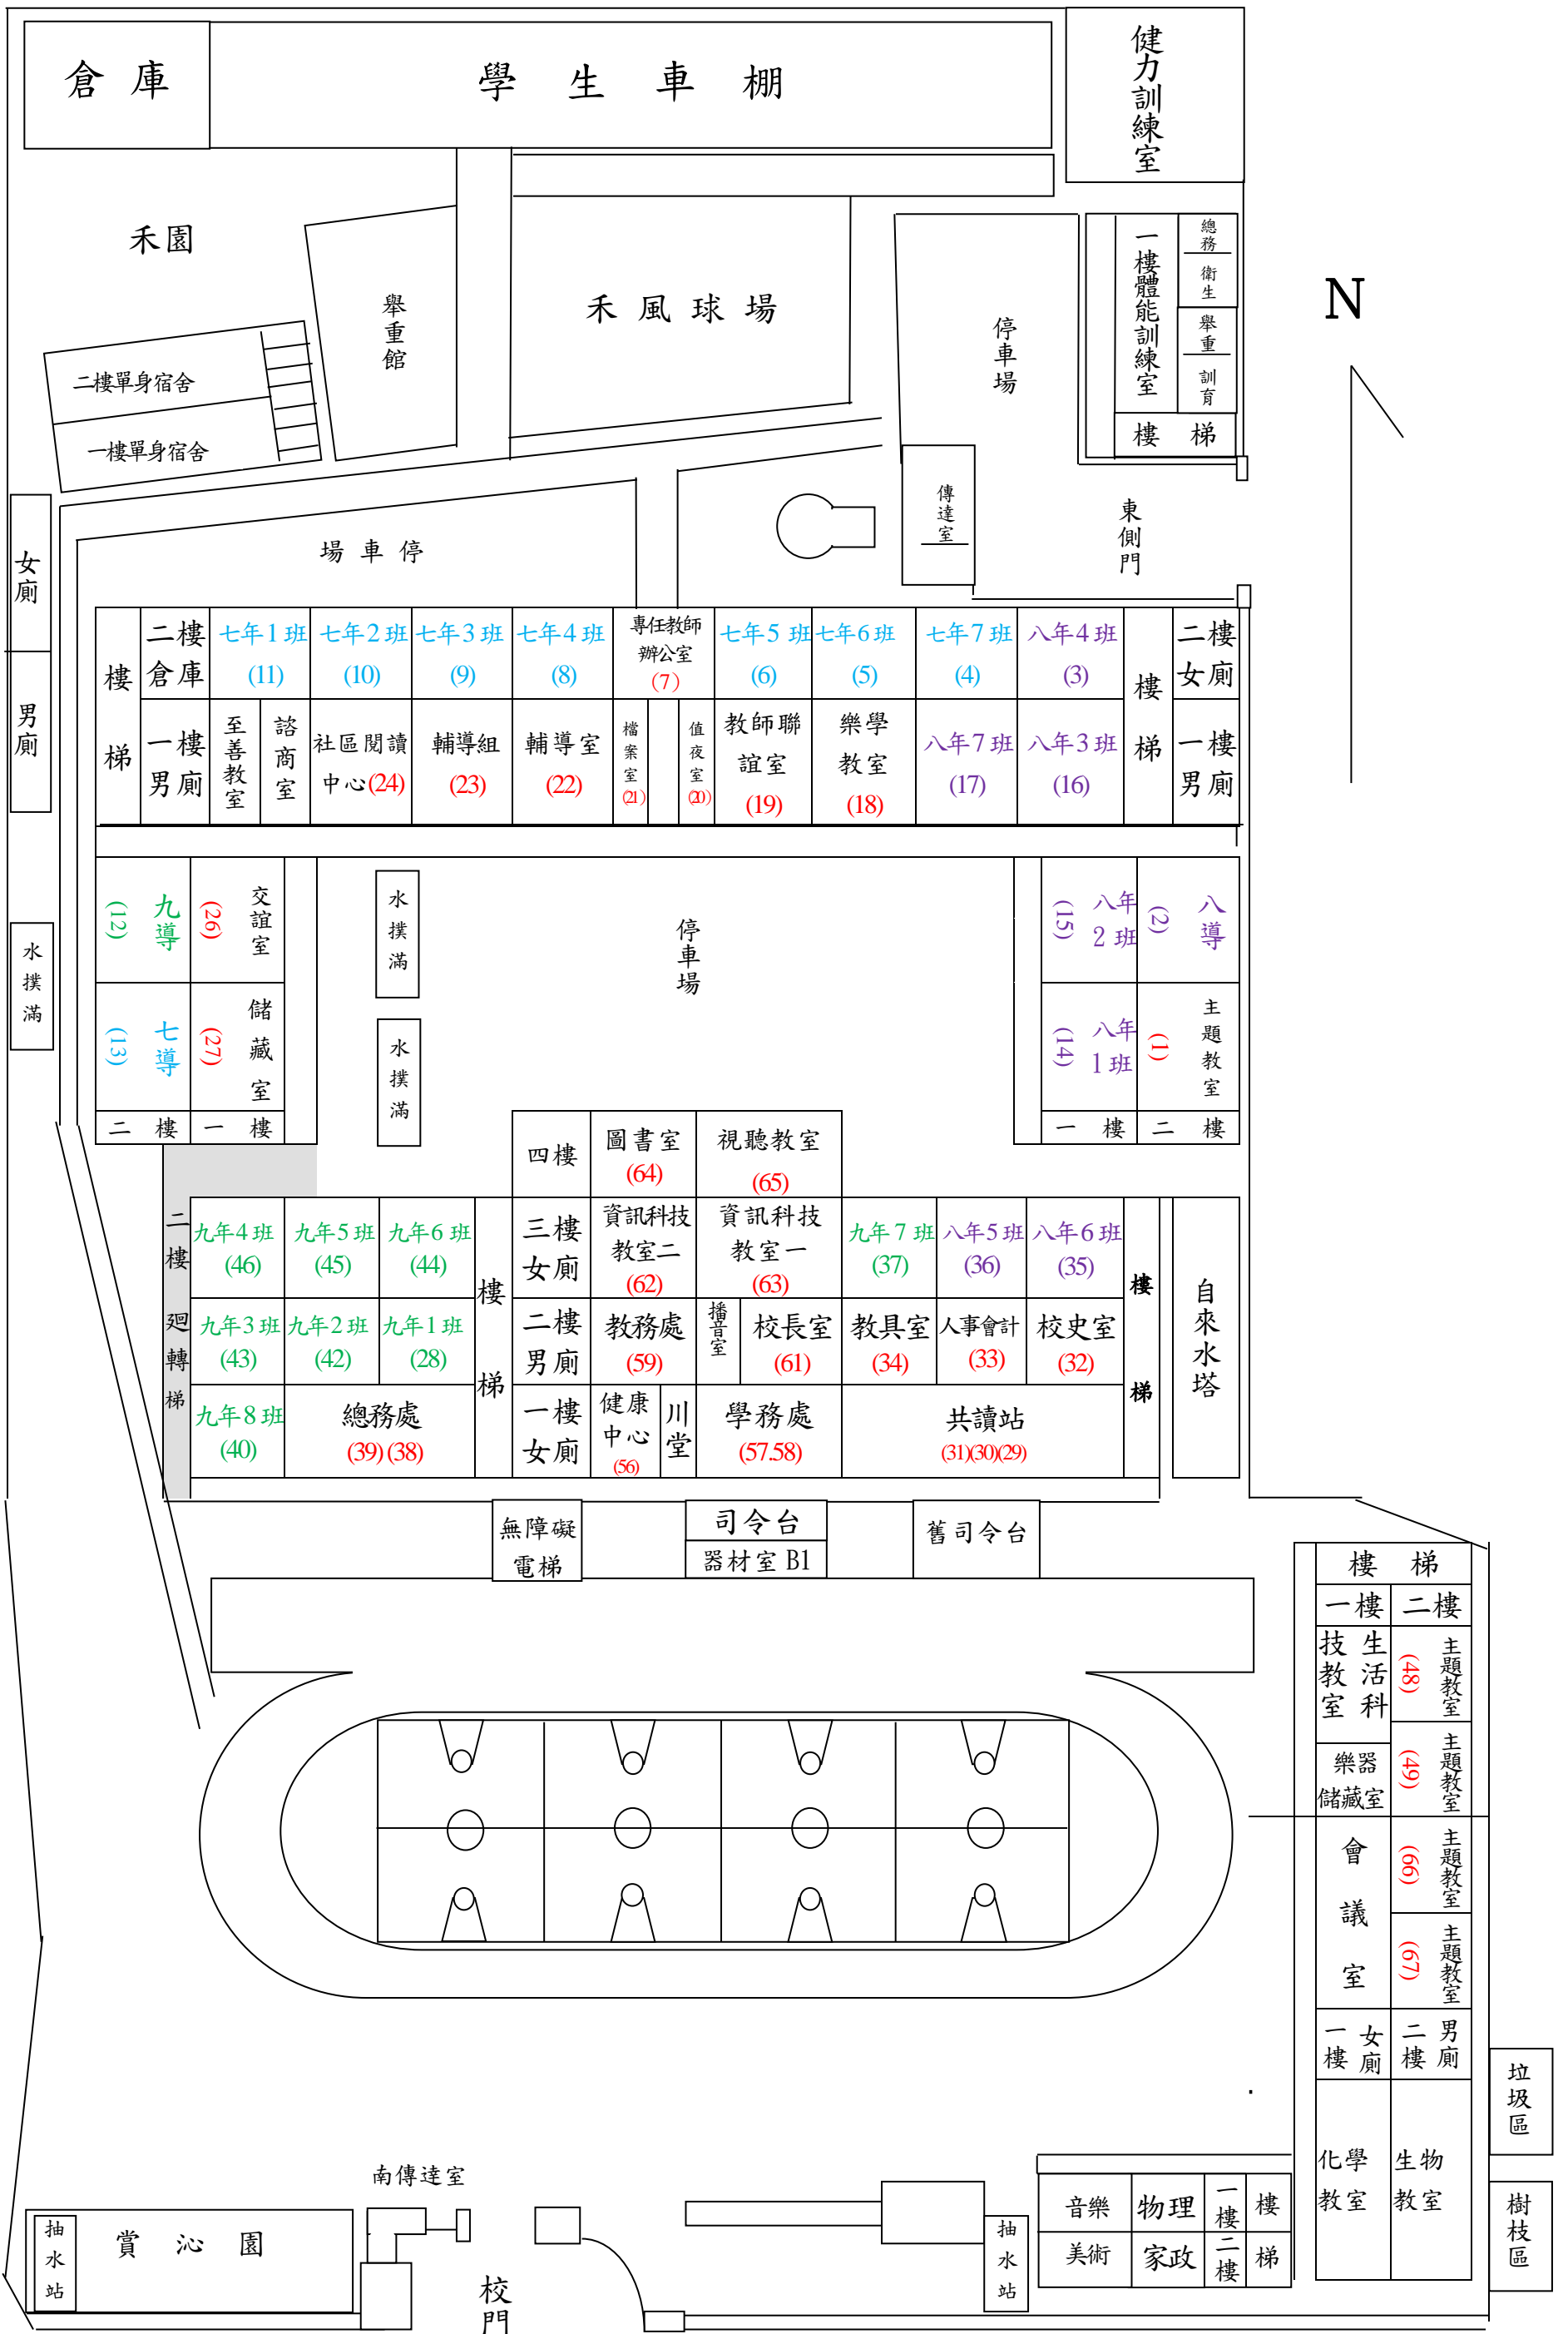 倉庫
學生車棚
健力訓練室
禾園
舉重館
禾風球場
停車場
一樓體能訓練室
總務
衛生
舉重
訓育
樓梯
N
二樓單身宿舍
一樓單身宿舍
傳達室
東側門
女廁
男廁
場車停
樓梯
二樓
倉庫
七年1班
(11)
七年2班
(10)
七年3班
(9)
七年4班
(8)
專任教師
辦公室
(7)
七年5班
(6)
七年6班
(5)
七年7班
(4)
八年4班
(3)
樓梯
二樓
女廁
一樓
男廁
至善教室
諮商室
社區閱讀
中心(24)
輔導組
(23)
輔導室
(22)
檔案室(21)
值夜室(20)
教師聯
誼室
(19)
樂學
教室
(18)
八年7班
(17)
八年3班
(16)
一樓
男廁
九導
(12)
交誼室
(26)
七導
(13)
儲藏室
(27)
二樓
一樓
水撲滿
水撲滿
水撲滿
停車場
八年
2班
(15)
八導
(2)
八年
1班
(14)
主題教室
(1)
一樓
二樓
四樓
圖書室
(64)
視聽教室
(65)
二樓迴轉梯
九年4班
(46)
九年5班
(45)
九年6班
(44)
樓梯
三樓
女廁
資訊科技
教室二
(62)
資訊科技
教室一
(63)
九年7班
(37)
八年5班
(36)
八年6班
(35)
樓梯
自來水塔
九年3班
(43)
九年2班
(42)
九年1班
(28)
二樓
男廁
教務處
(59)
播音室
校長室
(61)
教具室
(34)
人事會計
(33)
校史室
(32)
九年8班
(40)
總務處
(39)(38)
一樓
女廁
健康
中心
(56)
川堂
學務處
(57.58)
共讀站
(31)(30)(29)
無障礙
電梯
司令台
器材室B1
舊司令台
樓梯
一樓
二樓
生活科
技教室
主題教室
(48)
樂器
儲藏室
主題教室
(49)
會議室
主題教室
(66)
主題教室
(67)
一樓
女廁
二樓
男廁
化學
教室
生物
教室
垃圾區
樹枝區
南傳達室
抽水站
賞沁園
校門
抽水站
音樂
物理
一樓
樓梯
美術
家政
二樓